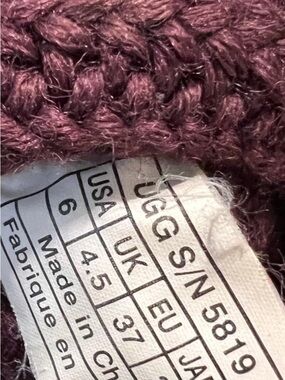 UGG S/N 5819
USA UK EU JA
6 4.5 37
Made in Ch
Fabrique en